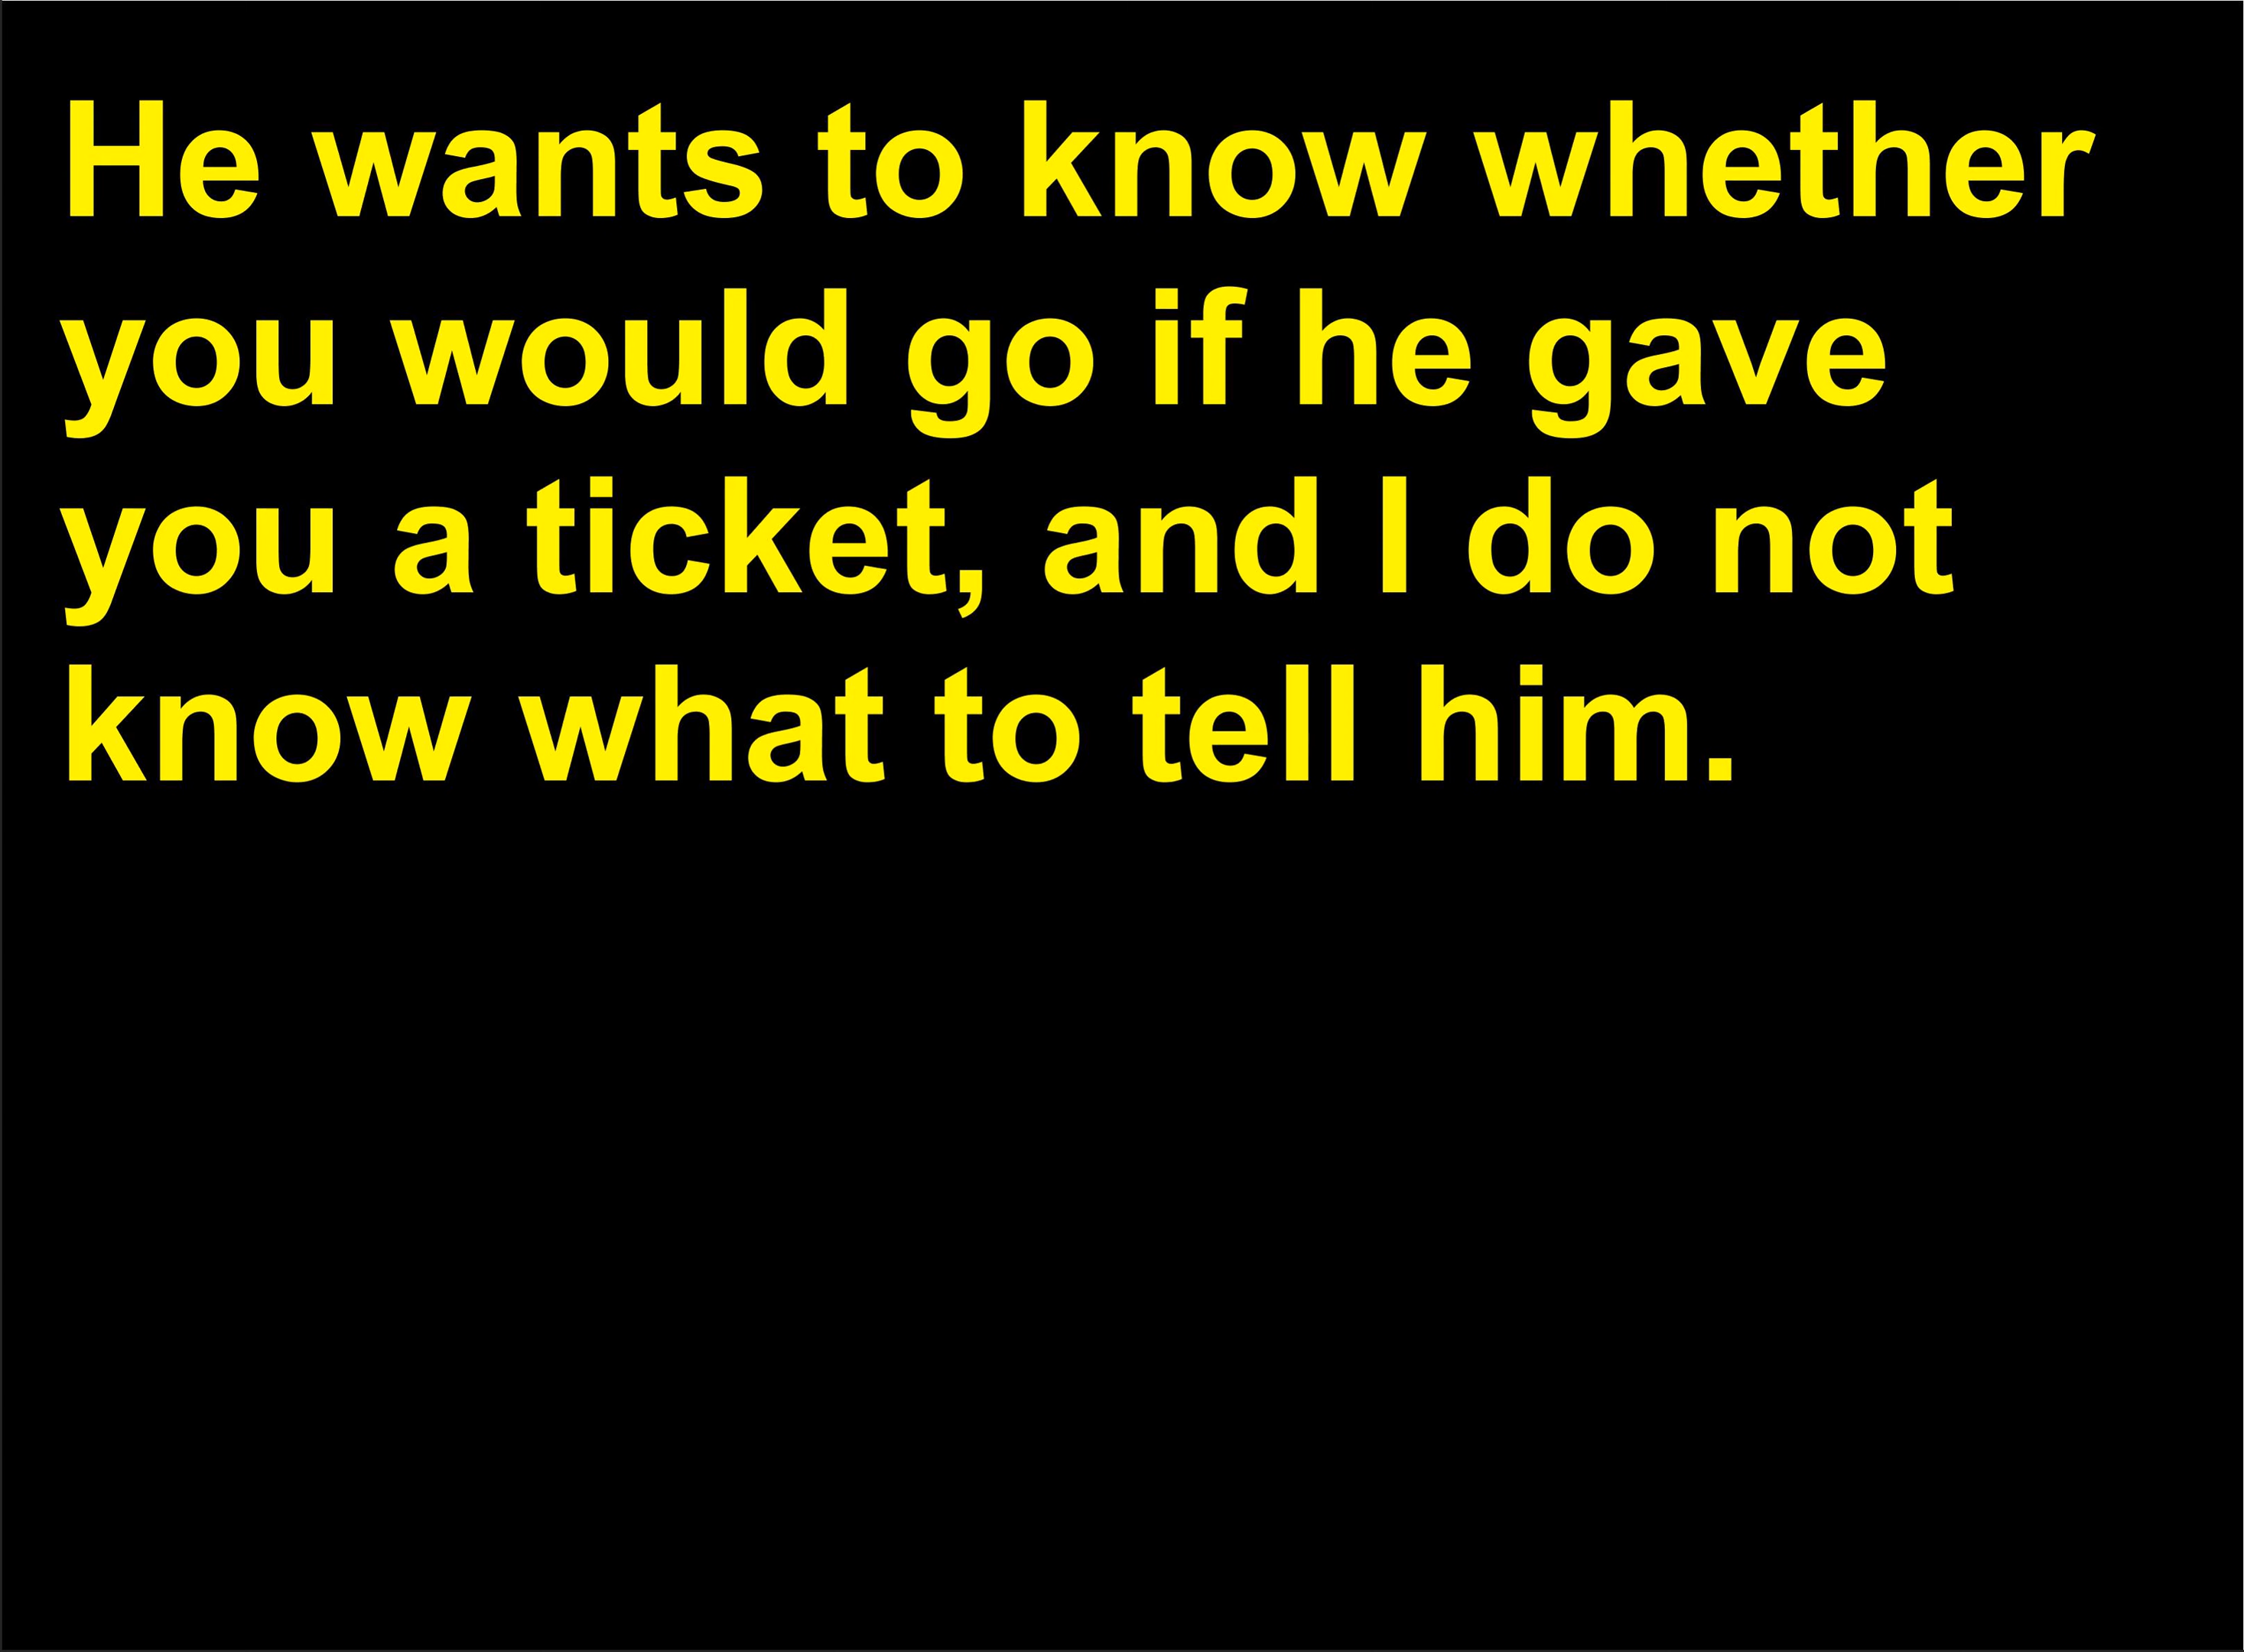 He wants to know whether
you would go if he gave
you a ticket, and I do not
know what to tell him.